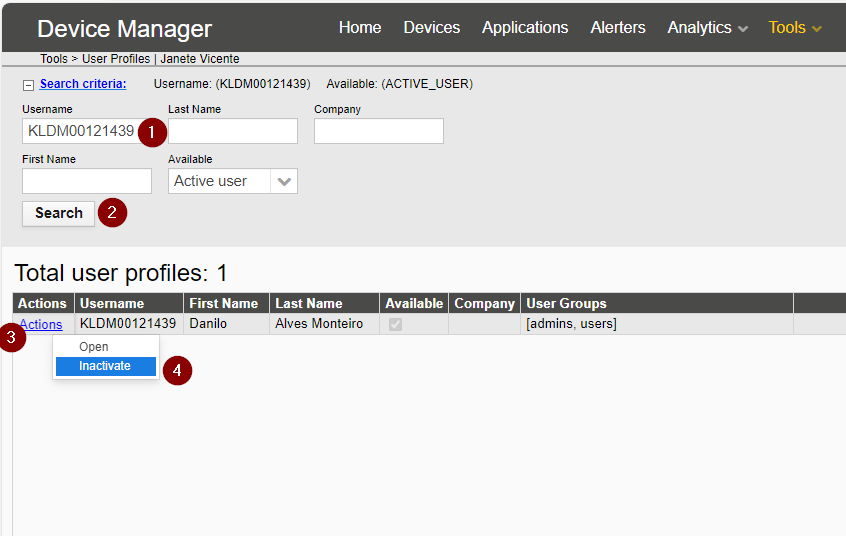 Device Manager Home Devices Applications Alerters Analytics Tools
Tools > User Profiles | Janete Vicente
Search criteria: Username: (KLDM00121439) Available: (ACTIVE_USER)
Username Last Name Company
KLDM00121439 1
First Name Available
Active user
Search 2
Total user profiles: 1
Actions Username First Name Last Name Available Company User Groups
Actions KLDM00121439 Danilo Alves Monteiro [admins, users]
3
Open
Inactivate 4